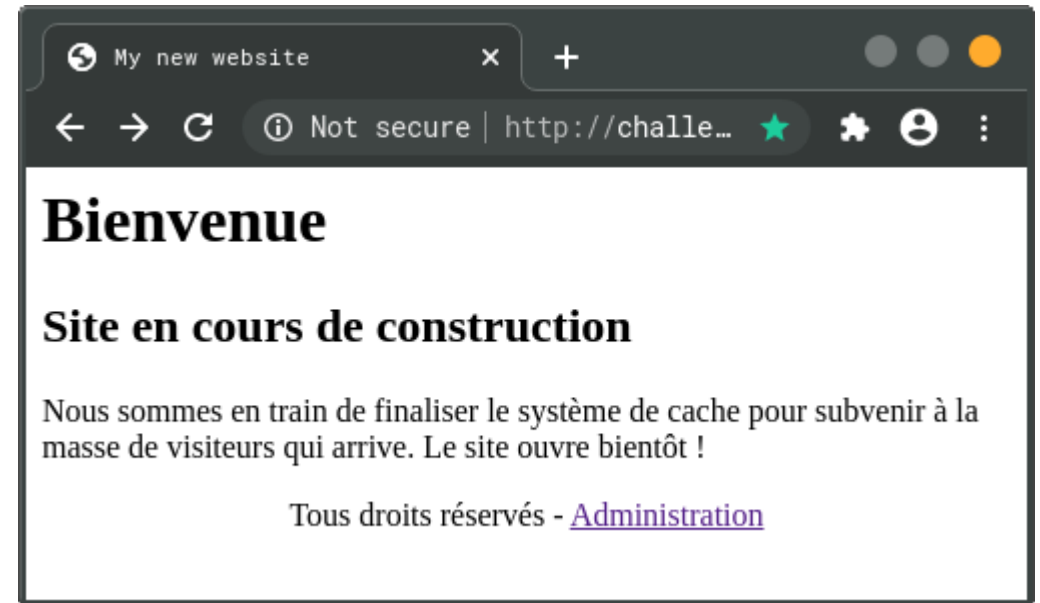 My new website
Not secure | http://challe…
Bienvenue
Site en cours de construction
Nous sommes en train de finaliser le système de cache pour subvenir à la
masse de visiteurs qui arrive. Le site ouvre bientôt !
Tous droits réservés - Administration